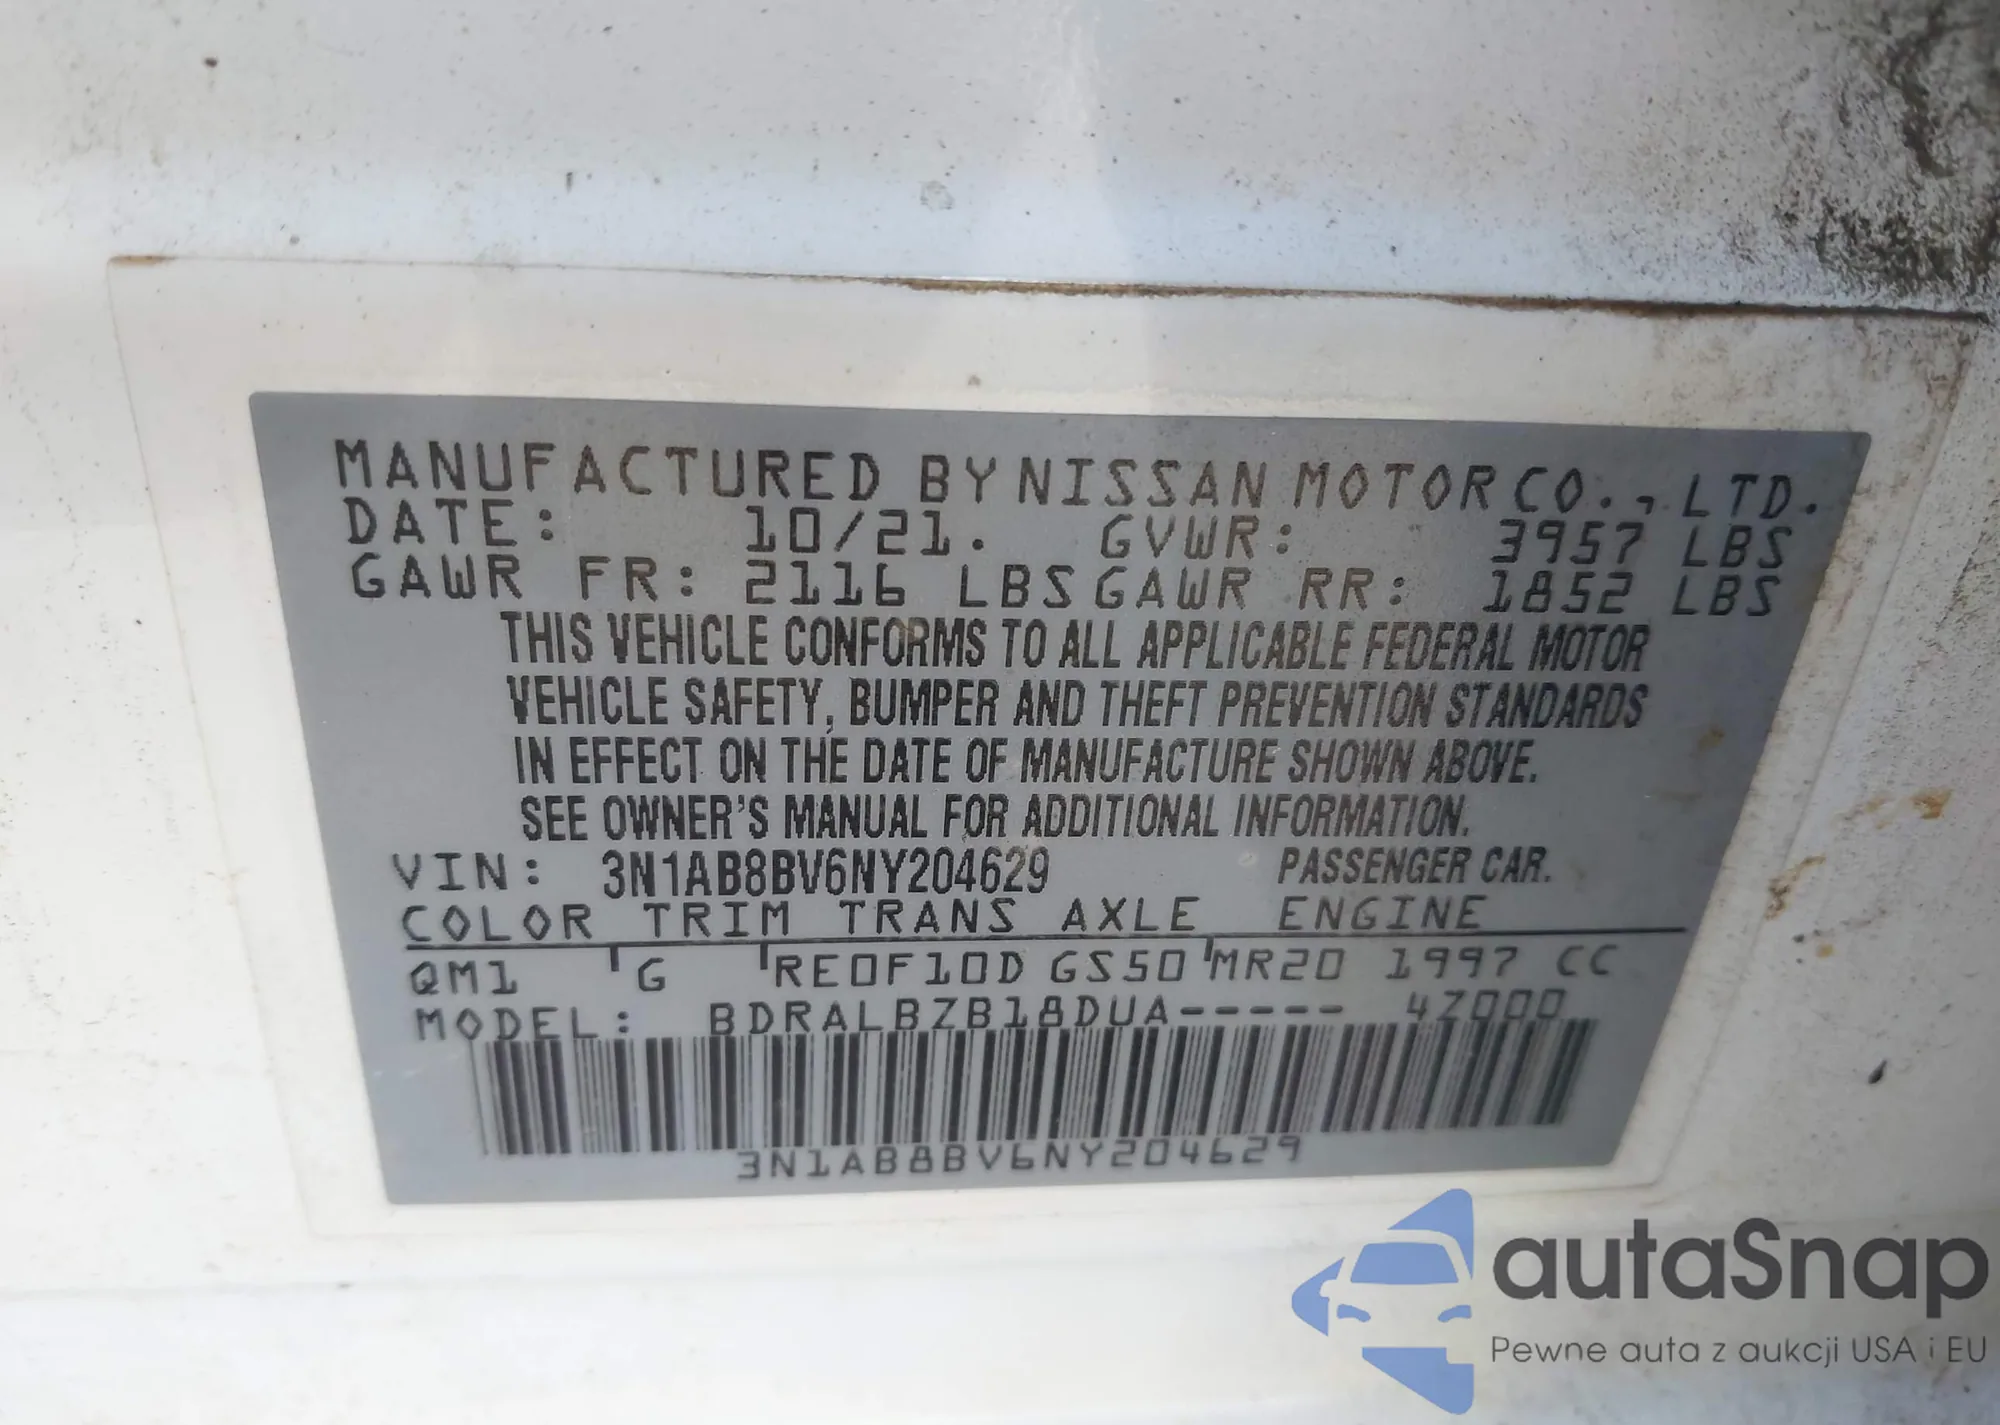 MANUFACTURED BY NISSAN MOTOR CO., LTD.
DATE: 10/21. GVWR: 3957 LBS
GAWR FR: 2116 LBS GAWR RR: 1852 LBS
THIS VEHICLE CONFORMS TO ALL APPLICABLE FEDERAL MOTOR
VEHICLE SAFETY, BUMPER AND THEFT PREVENTION STANDARDS
IN EFFECT ON THE DATE OF MANUFACTURE SHOWN ABOVE.
SEE OWNER'S MANUAL FOR ADDITIONAL INFORMATION.
VIN: 3N1AB8BV6NY204629 PASSENGER CAR.
COLOR TRIM TRANS AXLE ENGINE
QM1 G RE0F10D GS50 MR20 1997 CC
MODEL: BDRALBZB18DUA----- 4Z000
3N1AB8BV6NY204629
autaSnap
Pewne auta z aukcji USA i EU